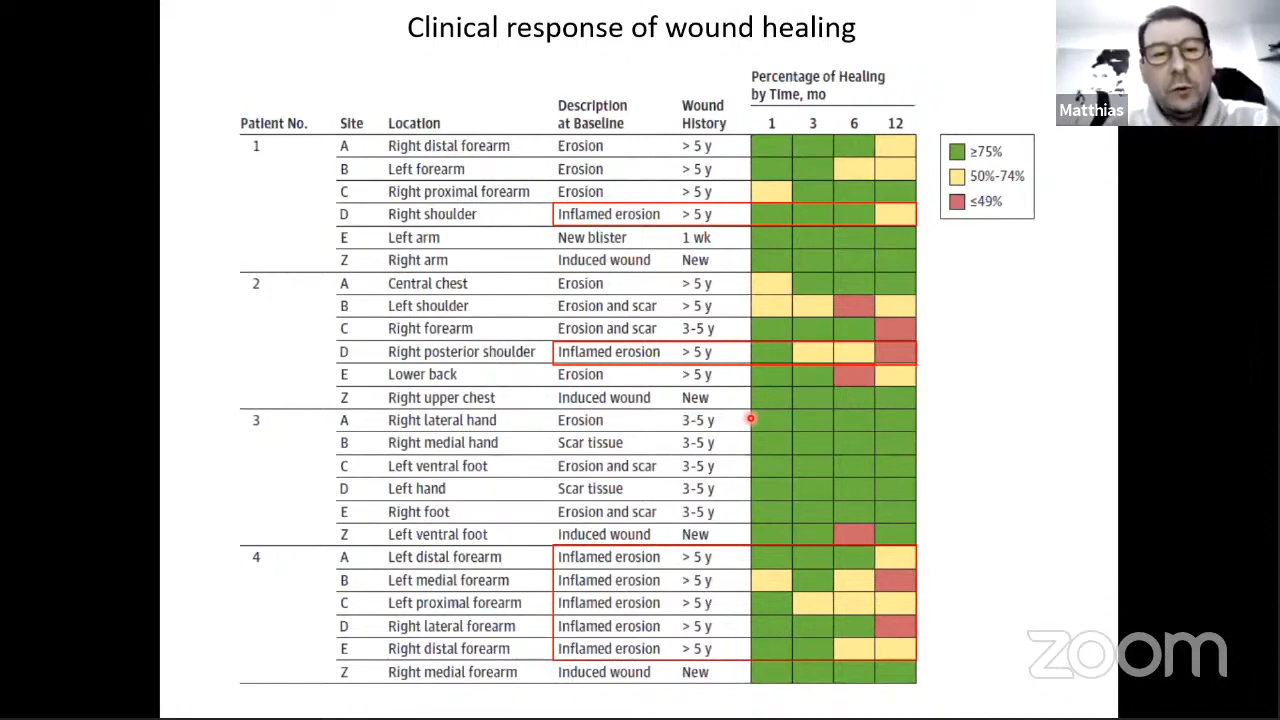 Clinical response of wound healing
Matthias
Percentage of Healing
by Time, mo
Patient No. Site Location Description at Baseline Wound History 1 3 6 12
1 A Right distal forearm Erosion > 5 y
B Left forearm Erosion > 5 y
C Right proximal forearm Erosion > 5 y
D Right shoulder Inflamed erosion > 5 y
E Left arm New blister 1 wk
Z Right arm Induced wound New
2 A Central chest Erosion > 5 y
B Left shoulder Erosion and scar > 5 y
C Right forearm Erosion and scar 3-5 y
D Right posterior shoulder Inflamed erosion > 5 y
E Lower back Erosion > 5 y
Z Right upper chest Induced wound New
3 A Right lateral hand Erosion 3-5 y
B Right medial hand Scar tissue 3-5 y
C Left ventral foot Erosion and scar 3-5 y
D Left hand Scar tissue 3-5 y
E Right foot Erosion and scar 3-5 y
Z Left ventral foot Induced wound New
4 A Left distal forearm Inflamed erosion > 5 y
B Left medial forearm Inflamed erosion > 5 y
C Left proximal forearm Inflamed erosion > 5 y
D Right lateral forearm Inflamed erosion > 5 y
E Right distal forearm Inflamed erosion > 5 y
Z Right medial forearm Induced wound New
≥75%
50%-74%
≤49%
zoom